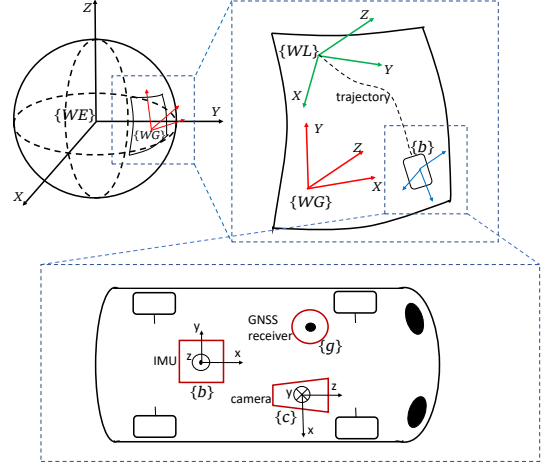 Z
{WE}
Y
{WG}
X
Z
{WL}
Y
X
trajectory
Y
Z
X
{WG}
{b}
y
IMU
z
x
{b}
GNSS
receiver
{g}
camera
y
z
{c}
x